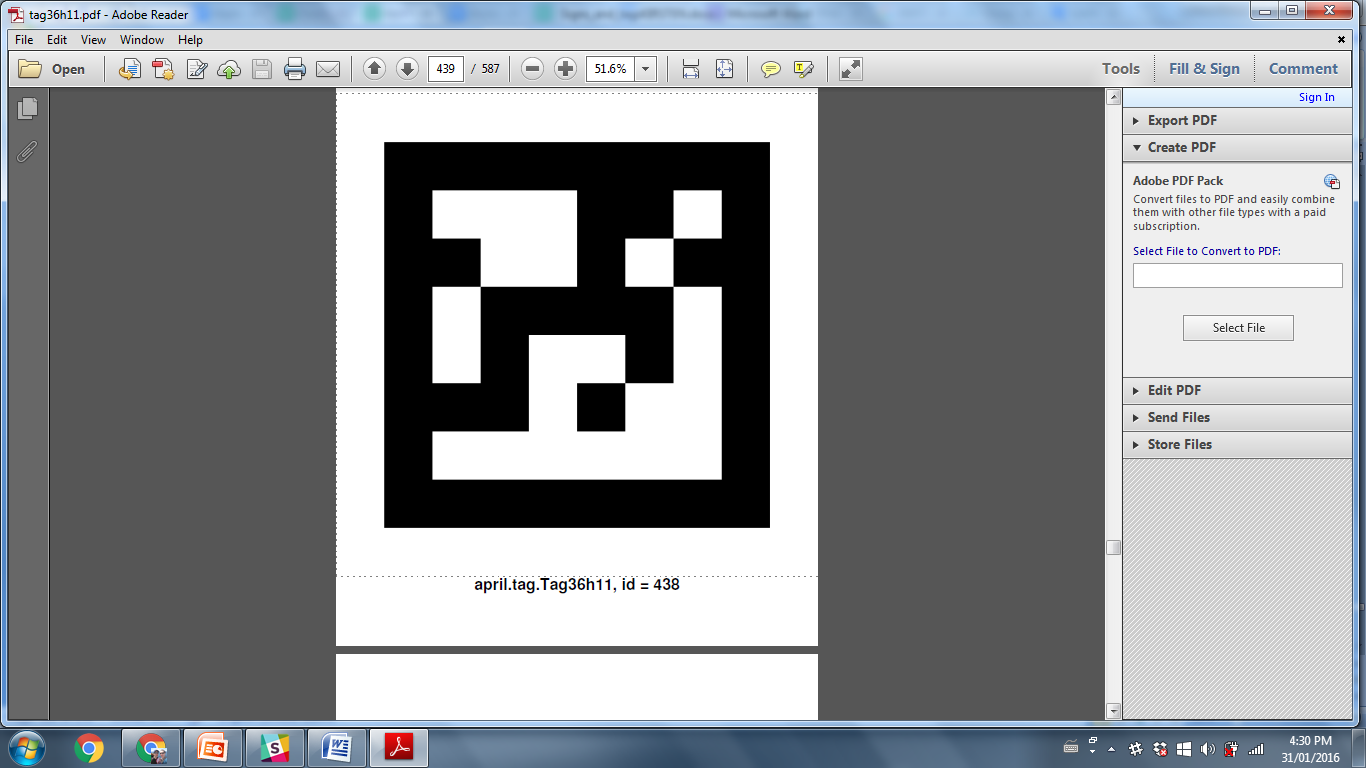 tag36h11.pdf - Adobe Reader
File Edit View Window Help
Open 439 / 587 51.6% Tools Fill & Sign Comment
Sign In
Export PDF
Create PDF
Adobe PDF Pack
Convert files to PDF and easily combine
them with other file types with a paid
subscription.
Select File to Convert to PDF:
Select File
Edit PDF
Send Files
Store Files
april.tag.Tag36h11, id = 438
4:30 PM
31/01/2016